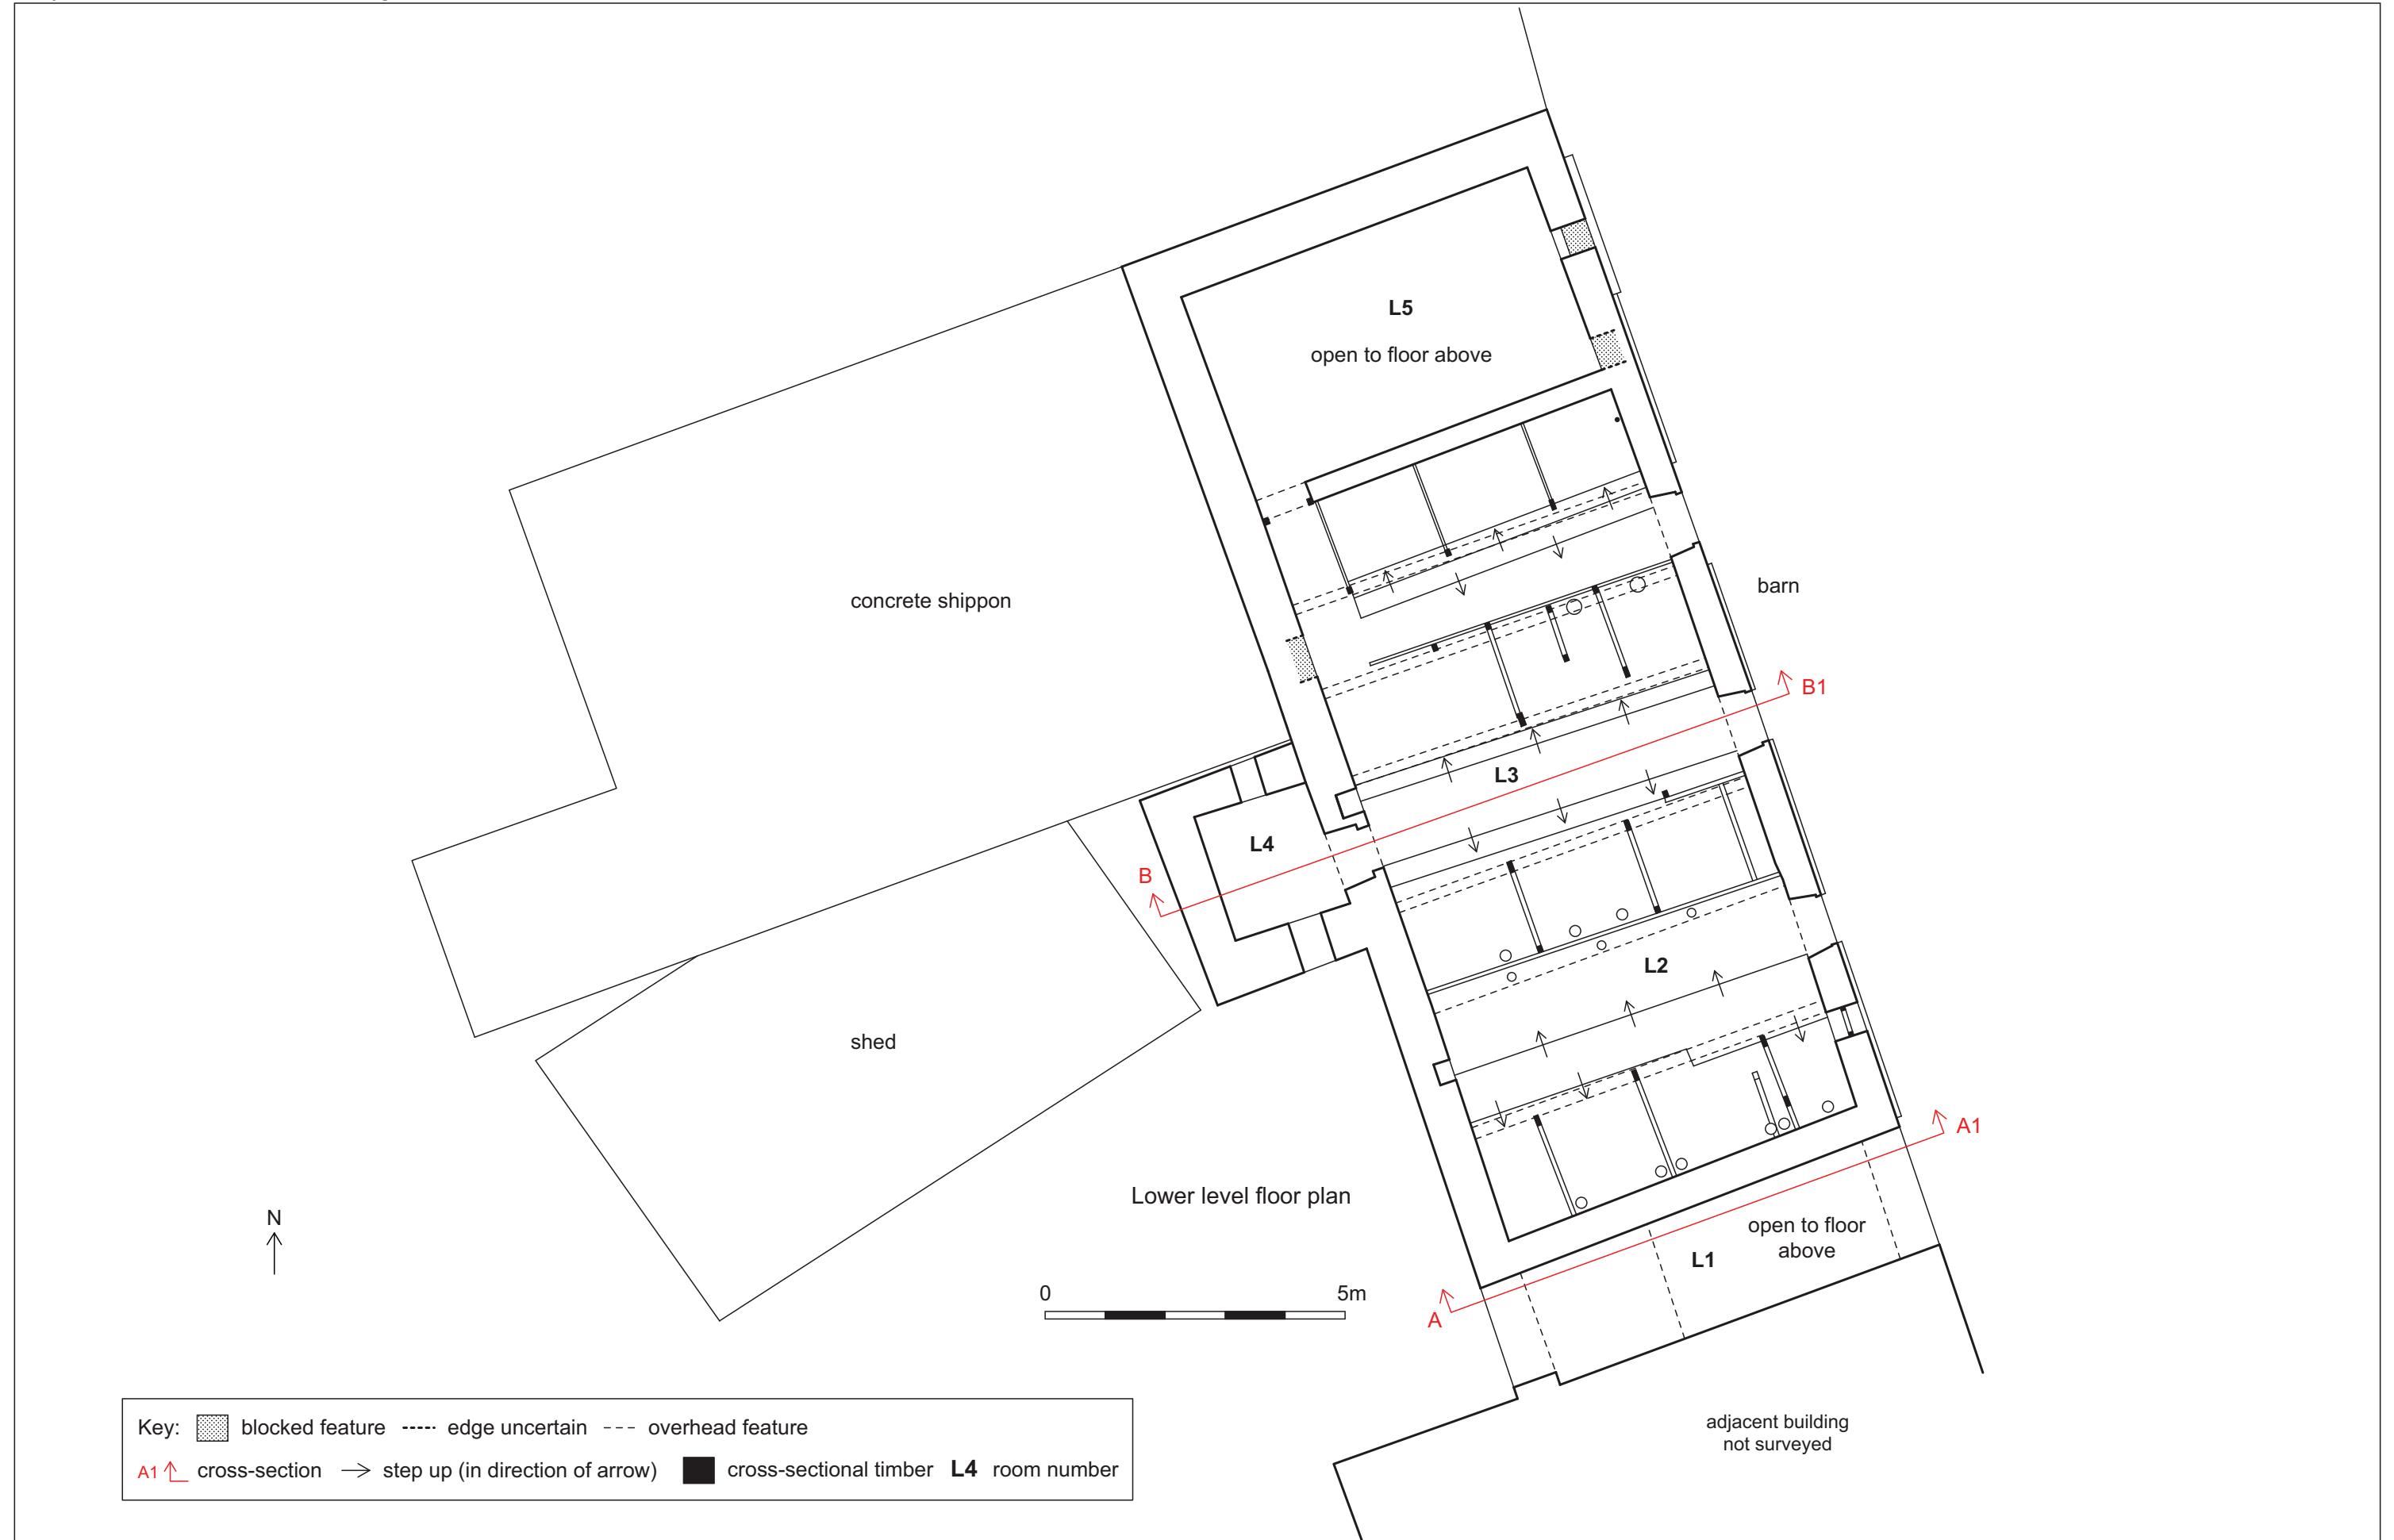 L5
open to floor above
concrete shippon
barn
B1
L3
L4
B
L2
shed
A1
Lower level floor plan
N
open to floor
above
L1
0 5m
A
adjacent building
not surveyed
Key: blocked feature edge uncertain overhead feature
A1 cross-section step up (in direction of arrow) cross-sectional timber L4 room number